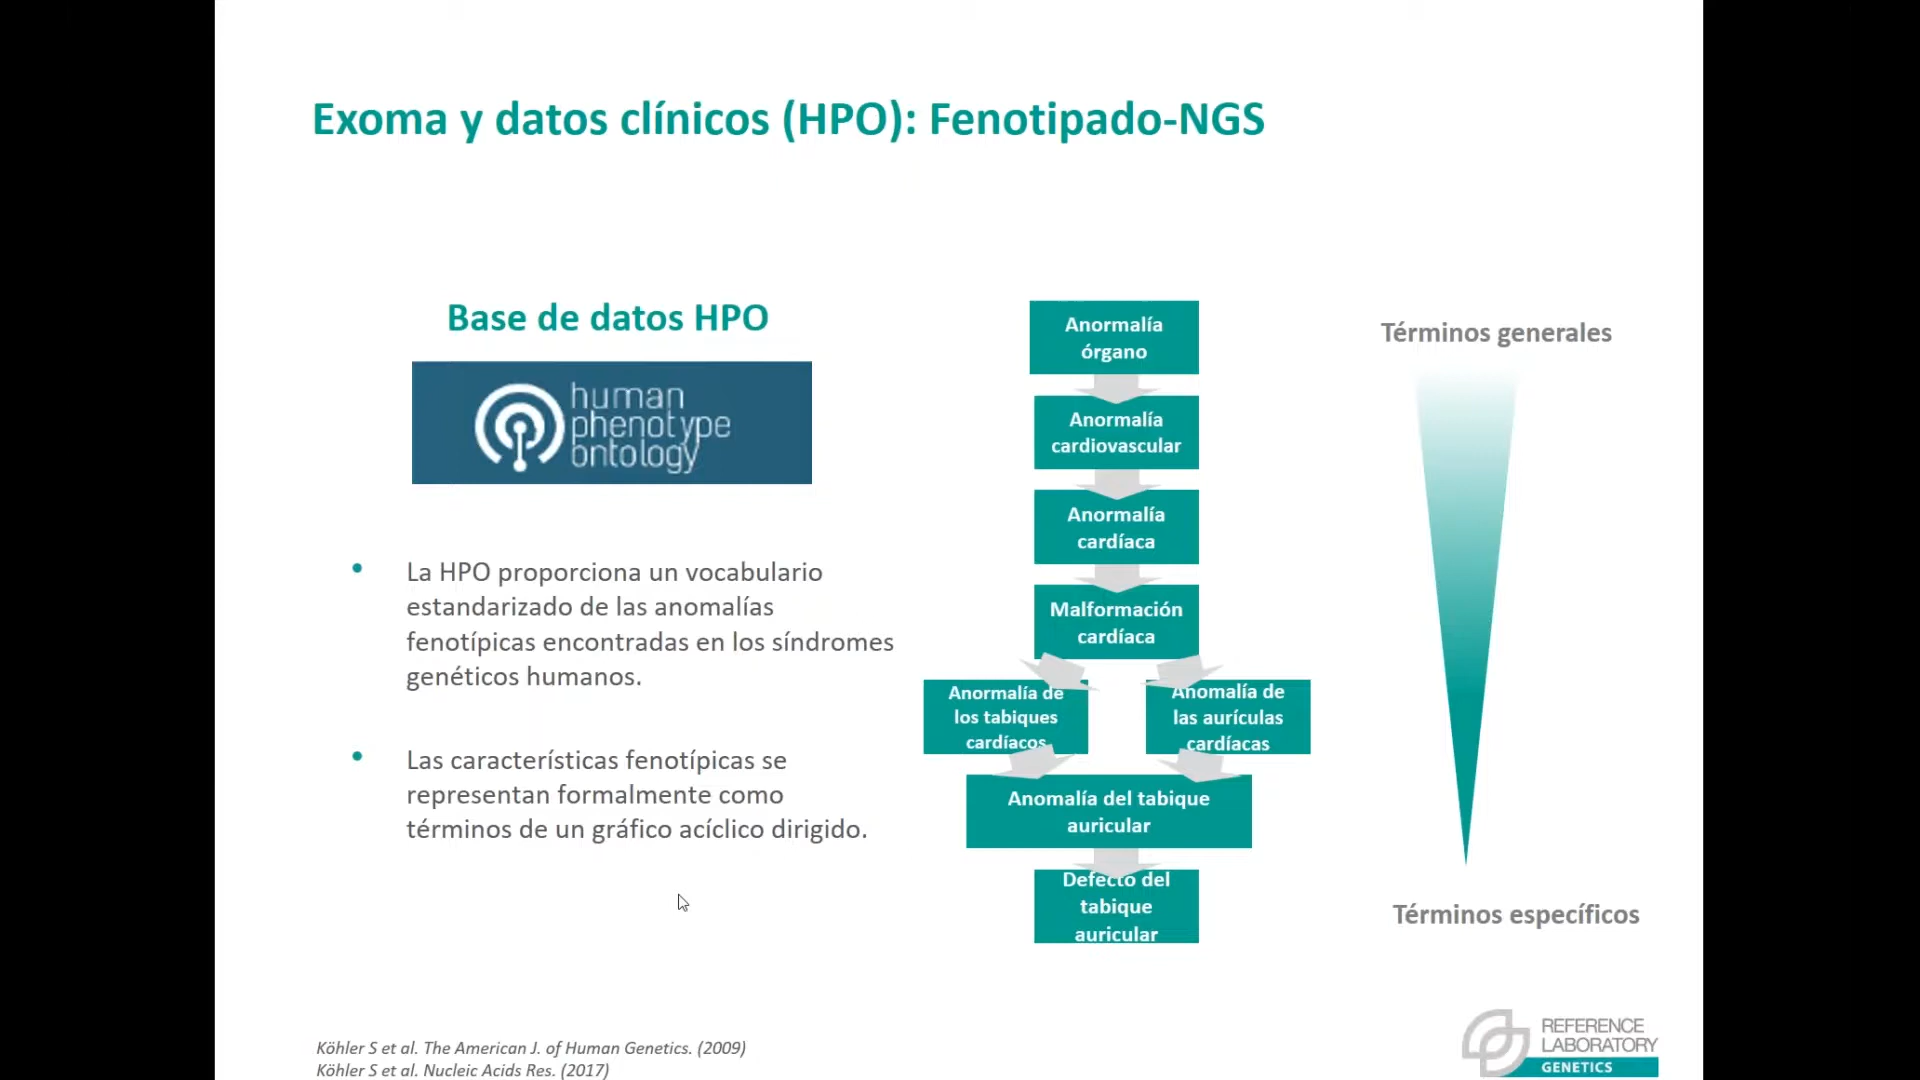 Exoma y datos clínicos (HPO): Fenotipado-NGS
Base de datos HPO
human
phenotype
ontology
La HPO proporciona un vocabulario
estandarizado de las anomalías
fenotípicas encontradas en los síndromes
genéticos humanos.
Las características fenotípicas se
representan formalmente como
términos de un gráfico acíclico dirigido.
Anormalía
órgano
Anormalía
cardiovascular
Anormalía
cardíaca
Malformación
cardíaca
Anormalía de
los tabiques
cardíacos
Anomalía de
las aurículas
cardíacas
Anomalía del tabique
auricular
Defecto del
tabique
auricular
Términos generales
Términos específicos
Köhler S et al. The American J. of Human Genetics. (2009)
Köhler S et al. Nucleic Acids Res. (2017)
REFERENCE
LABORATORY
GENETICS